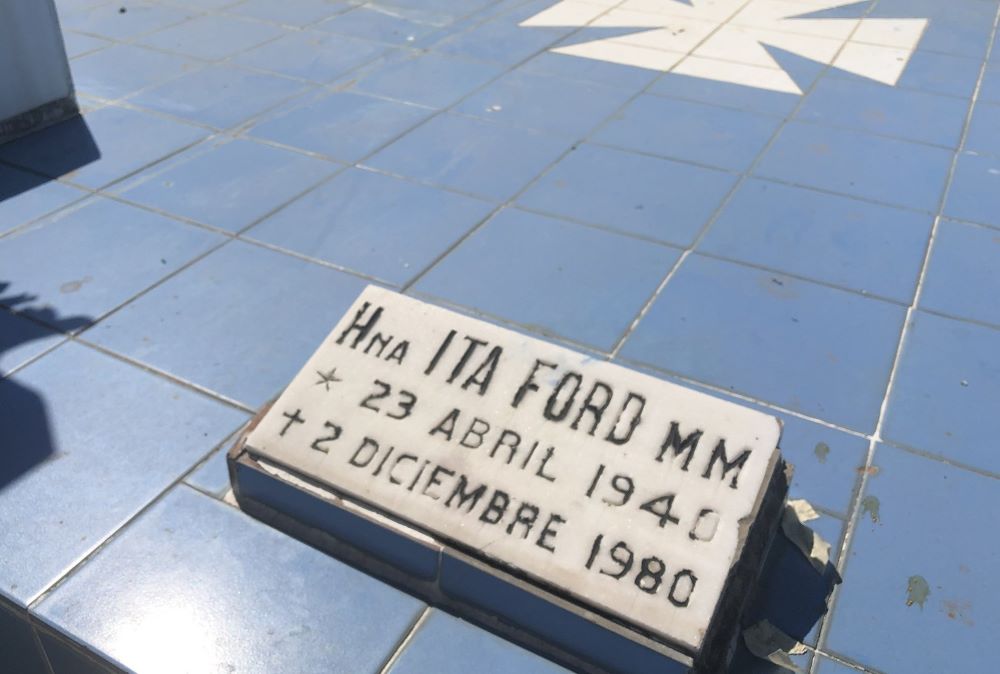 Hna ITA FORD MM
* 23 ABRIL 1940
+ 2 DICIEMBRE 1980